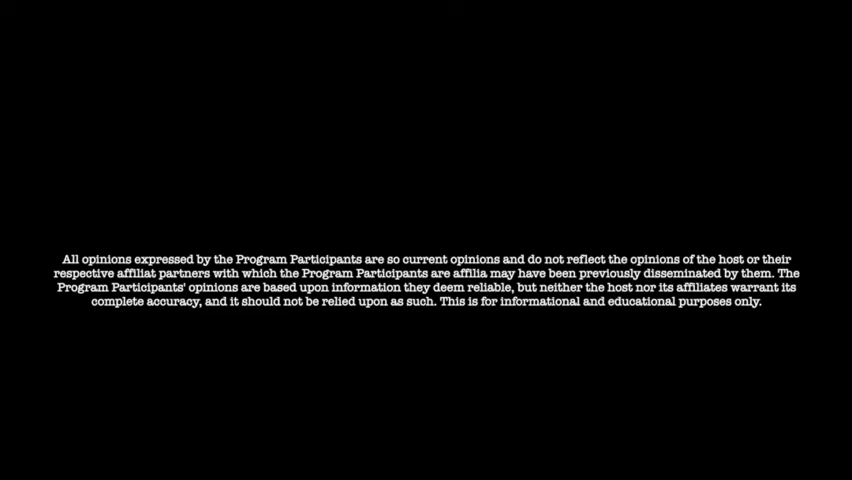 All opinions expressed by the Program Participants are so current opinions and do not reflect the opinions of the host or their
respective affiliat partners with which the Program Participants are affilia may have been previously disseminated by them. The
Program Participants' opinions are based upon information they deem reliable, but neither the host nor its affiliates warrant its
complete accuracy, and it should not be relied upon as such. This is for informational and educational purposes only.